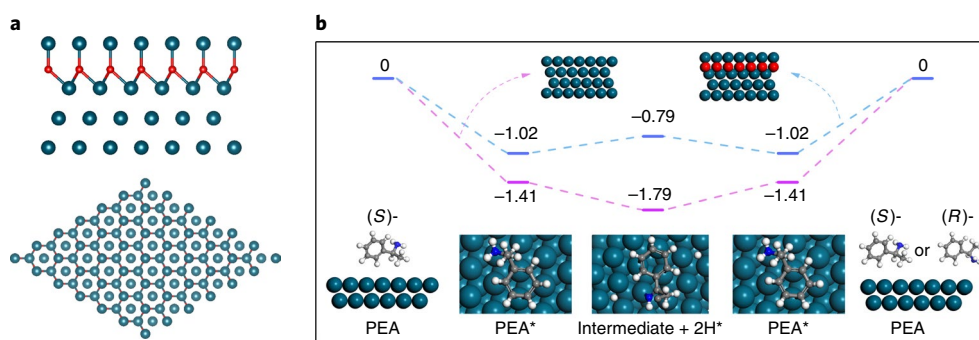 a
b
0
0
−1.02
−0.79
−1.02
−1.41
−1.79
−1.41
(S)-
(S)- (R)-
or
PEA PEA* Intermediate + 2H* PEA* PEA